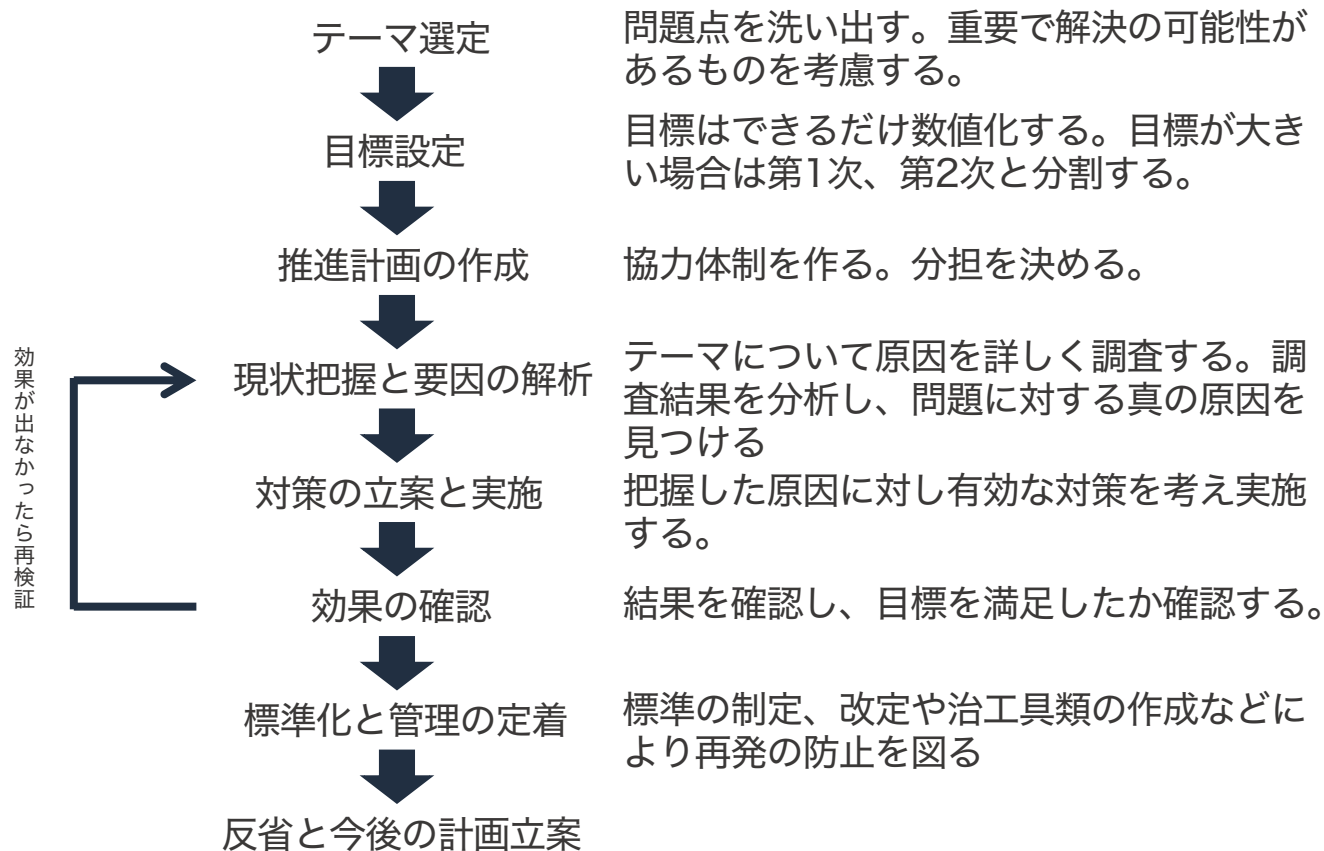 テーマ選定
問題点を洗い出す。重要で解決の可能性が
あるものを考慮する。
目標設定
目標はできるだけ数値化する。目標が大き
い場合は第1次、第2次と分割する。
推進計画の作成
協力体制を作る。分担を決める。
効果が出なかったら再検証
現状把握と要因の解析
テーマについて原因を詳しく調査する。調
査結果を分析し、問題に対する真の原因を
見つける
対策の立案と実施
把握した原因に対し有効な対策を考え実施
する。
効果の確認
結果を確認し、目標を満足したか確認する。
標準化と管理の定着
標準の制定、改定や治工具類の作成などに
より再発の防止を図る
反省と今後の計画立案